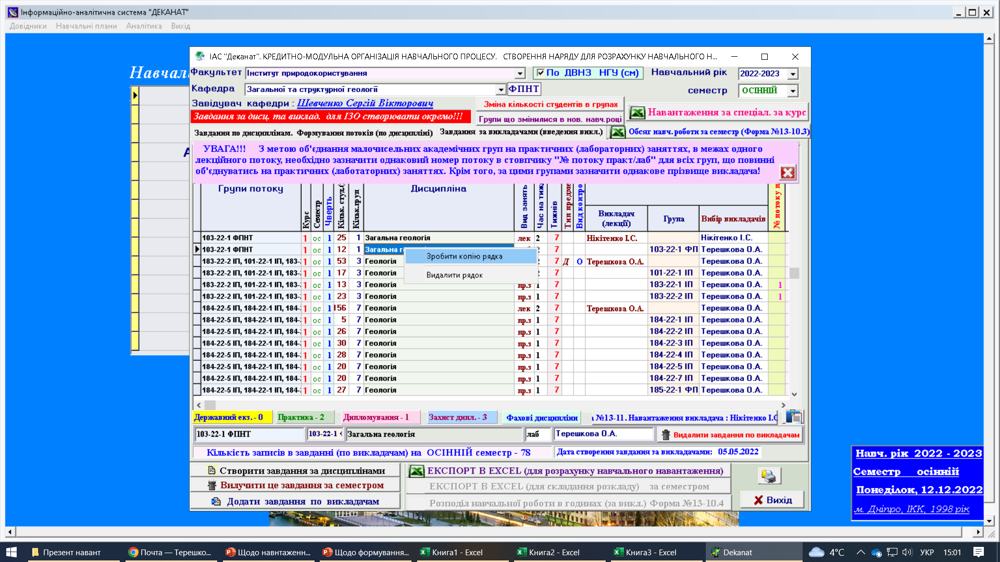 Інформаційно-аналітична система "ДЕКАНАТ"
Довідники Навчальні плани Аналітика Вихід
ІАС "Деканат". КРЕДИТНО-МОДУЛЬНА ОРГАНІЗАЦІЯ НАВЧАЛЬНОГО ПРОЦЕСУ. СТВОРЕННЯ НАРЯДУ ДЛЯ РОЗРАХУНКУ НАВЧАЛЬНОГО Н...
Факультет Інститут природокористування По ДВНЗ НГУ (см) Навчальний рік 2022-2023
Кафедра Загальної та структурної геології ФПНТ семестр ОСІННІЙ
Завідувач кафедри : Шевченко Сергій Вікторович
Зміна кількості студентів в групах
Завдання за дисц. та виклад. для ІЗО створювати окремо!!!
Групи що змінилися в нов. навч.році
Навантаження за спеціал. за курс
Завдання по дисциплінам. Формування потоків (по дисципліні) Завдання за викладачами (введення викл.) Обсяг навч. роботи за семестр (Форма №13-10.3)
УВАГА!!! З метою об'єднання малочисельних академічних груп на практичних (лабораторних) заняттях, в межах одного
лекційного потоку, необхідно зазначити однаковий номер потоку в стовпчику "№ потоку практ/лаб" для всіх груп, що повинні
об'єднуватись на практичних (лаботаторних) заняттях. Крім того, за цими групами зазначити однакове прізвище викладача!
Групи потоку Курс Семестр Чверть Кільк. студ.( Кільк.груп Дисципліна Вид занять Час на тиж Тижнів Тип предме Вид контро Викладач (лекції) Група Вибір викладачів № потоку п
103-22-1 ФПНТ 1 ос 1 25 1 Загальна геологія лек 2 7 Нікітенко І.С. Нікітенко І.С.
103-22-1 ФПНТ 1 ос 1 12 1 Загальна г 7 103-22-1 ФП Терешкова О.А.
Зробити копію рядка
183-22-2 ІП, 101-22-1 ІП, 183- 1 ос 1 53 3 Геологія 7 Д О Терешкова О.А. Терешкова О.А.
183-22-2 ІП, 101-22-1 ІП, 183- 1 ос 1 17 3 Геологія 7 101-22-1 ІП Терешкова О.А.
Видалити рядок
183-22-2 ІП, 101-22-1 ІП, 183- 1 ос 1 13 3 Геологія пр.з 1 7 183-22-1 ІП Терешкова О.А. 1
183-22-2 ІП, 101-22-1 ІП, 183- 1 ос 1 23 3 Геологія пр.з 1 7 183-22-2 ІП Терешкова О.А. 1
184-22-5 ІП, 184-22-1 ІП, 184- 1 ос 1 156 7 Геологія лек 2 7 Терешкова О.А. Терешкова О.А.
184-22-5 ІП, 184-22-1 ІП, 184- 1 ос 1 5 7 Геологія пр.з 1 7 184-22-1 ІП Терешкова О.А.
184-22-5 ІП, 184-22-1 ІП, 184- 1 ос 1 26 7 Геологія пр.з 1 7 184-22-2 ІП Терешкова О.А.
184-22-5 ІП, 184-22-1 ІП, 184- 1 ос 1 30 7 Геологія пр.з 1 7 184-22-3 ІП Терешкова О.А.
184-22-5 ІП, 184-22-1 ІП, 184- 1 ос 1 28 7 Геологія пр.з 1 7 184-22-4 ІП Терешкова О.А.
184-22-5 ІП, 184-22-1 ІП, 184- 1 ос 1 20 7 Геологія пр.з 1 7 184-22-5 ІП Терешкова О.А.
184-22-5 ІП, 184-22-1 ІП, 184- 1 ос 1 20 7 Геологія пр.з 1 7 184-22-7 ІП Терешкова О.А.
184-22-5 ІП, 184-22-1 ІП, 184- 1 ос 1 27 7 Геологія пр.з 1 7 185-22-1 ФП Терешкова О.А.
Державний екз. - 0 Практика - 2 Дипломування - 1 Захист дипл. - 3 Фахові дисципліни №13-11. Навантаження викладача : Нікітенко І.С
103-22-1 ФПНТ 103-22-1 Загальна геологія лаб Терешкова О.А. Видалити завдання по викладачам
Кількість записів в завданні (по викладачам) на ОСІННІЙ семестр - 78 Дата створення завдання за викладачами: 05.05.2022
Створити завдання за дисциплінами ЕКСПОРТ В EXCEL (для розрахунку навчального навантаження)
Вилучити це завдання за семестром ЕКСПОРТ В EXCEL (для складання розкладу) за семестром
Додати завдання по викладачам Розподіл навчальної роботи в годинах (за викл.) Форма №13-10.4 Вихід
Навч. рік 2022 - 2023
Семестр осінній
Понеділок, 12.12.2022
м. Дніпро, ІКК, 1998 рік
Презент навант Почта — Терешко... Щодо навнтаженн... Щодо формування... Книга1 - Excel Книга2 - Excel Книга3 - Excel Dekanat 4°C УКР 15:01